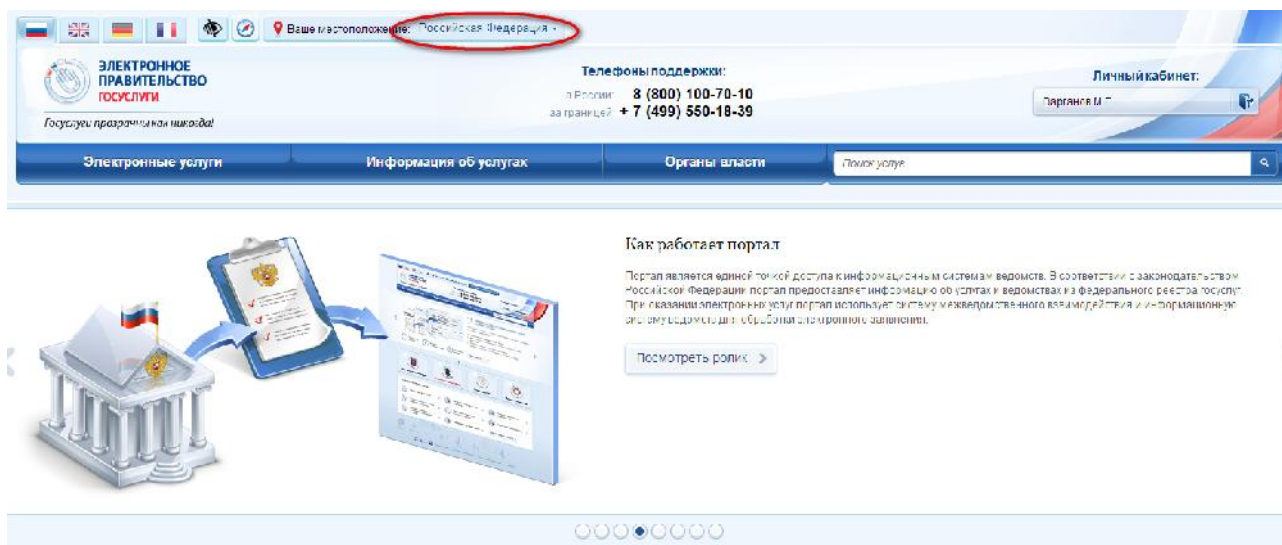 Ваше местоположение: Российская Федерация
ЭЛЕКТРОННОЕ
ПРАВИТЕЛЬСТВО
ГОСУСЛУГИ
Госуслуги прозрачны как никогда!
Телефоны поддержки:
в России: 8 (800) 100-70-10
за границей: + 7 (499) 550-18-39
Личный кабинет:
Электронные услуги
Информация об услугах
Органы власти
Поиск услуг
Как работает портал
Портал является единой точкой доступа к информационным системам ведомств. В соответствии с законодательством
Российской Федерации портал предоставляет информацию об услугах и ведомствах из федерального реестра госуслуг.
При оказании электронных услуг портал использует систему межведомственного взаимодействия и информационную
систему ведомств для обработки электронного заявления.
Посмотреть ролик